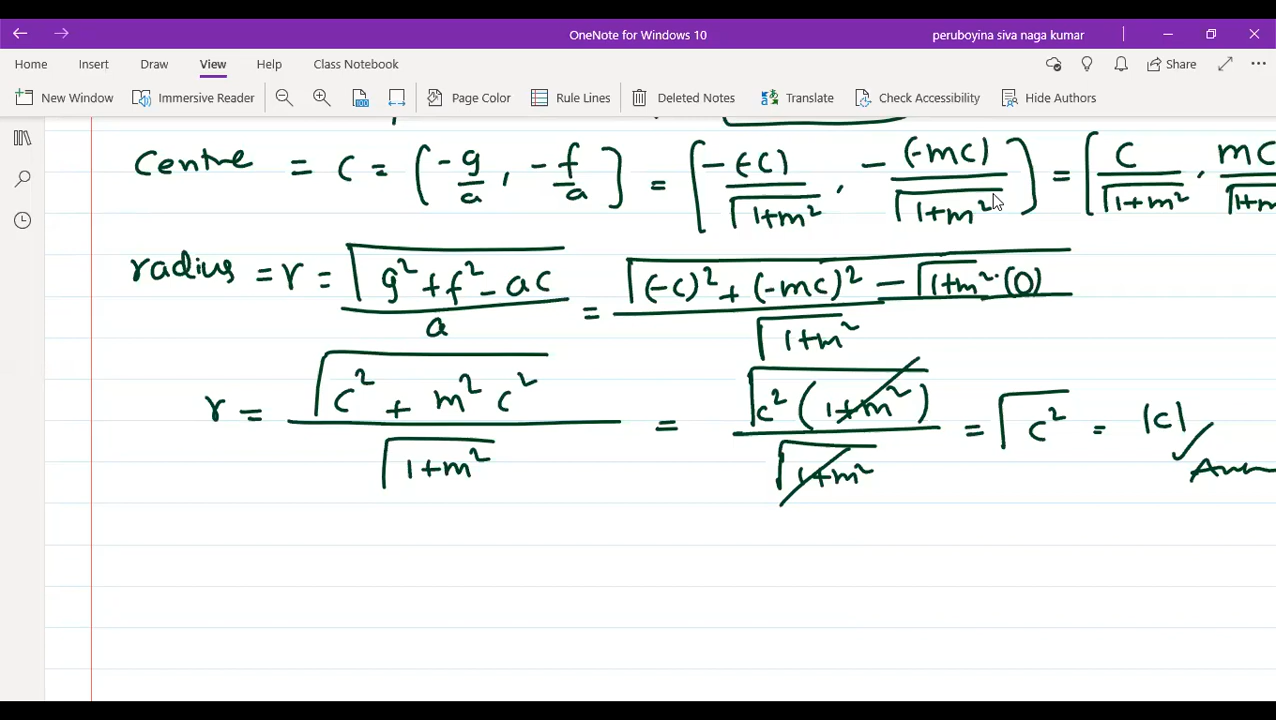 OneNote for Windows 10
peruboyina siva naga kumar
Home Insert Draw View Help Class Notebook Share
New Window Immersive Reader Page Color Rule Lines Deleted Notes Translate Check Accessibility Hide Authors
Centre = C = (-g/a, -f/a) = [-(-c)/√(1+m²), -(-mc)/√(1+m²)] = [c/√(1+m²), mc/√(1+m²)
radius = r = √(g²+f²-ac)/a = √((-c)²+(-mc)²-√(1+m²)·(0))/√(1+m²)
r = √(c²+m²c²)/√(1+m²) = √(c²(1+m²))/√(1+m²) = √c² = |c|